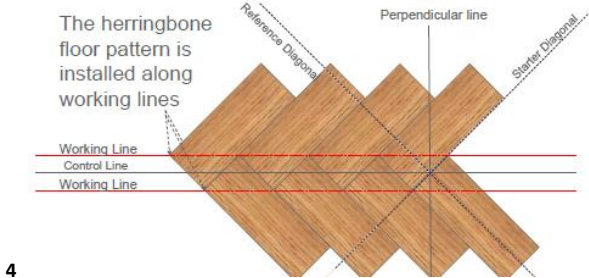 The herringbone
floor pattern is
installed along
working lines
Reference Diagonal
Perpendicular line
Starter Diagonal
Working Line
Control Line
Working Line
4